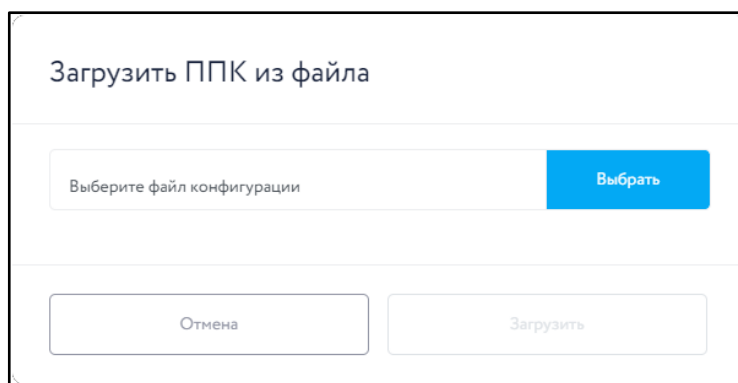 Загрузить ППК из файла
Выберите файл конфигурации
Выбрать
Отмена
Загрузить